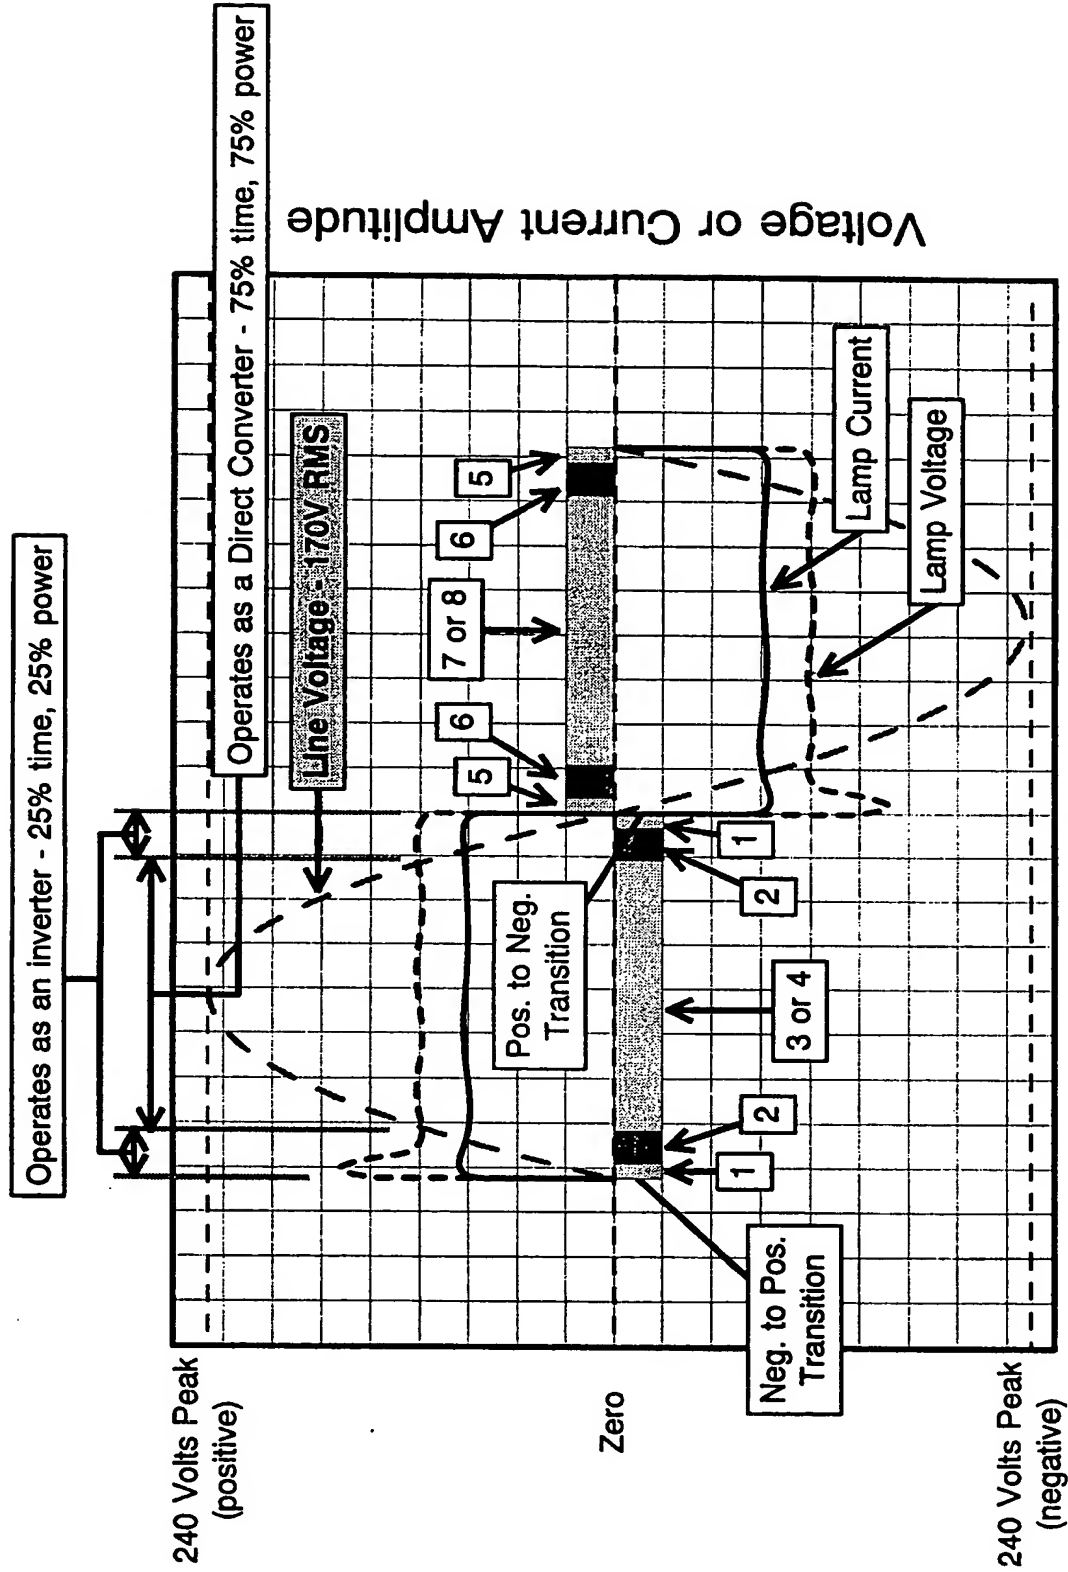 Operates as an inverter - 25% time, 25% power
Operates as a Direct Converter - 75% time, 75% power
Line Voltage - 170V RMS
240 Volts Peak
(positive)
Zero
240 Volts Peak
(negative)
Voltage or Current Amplitude
Pos. to Neg.
Transition
Neg. to Pos.
Transition
1
2
3 or 4
2
1
5
6
7 or 8
6
5
Lamp Current
Lamp Voltage